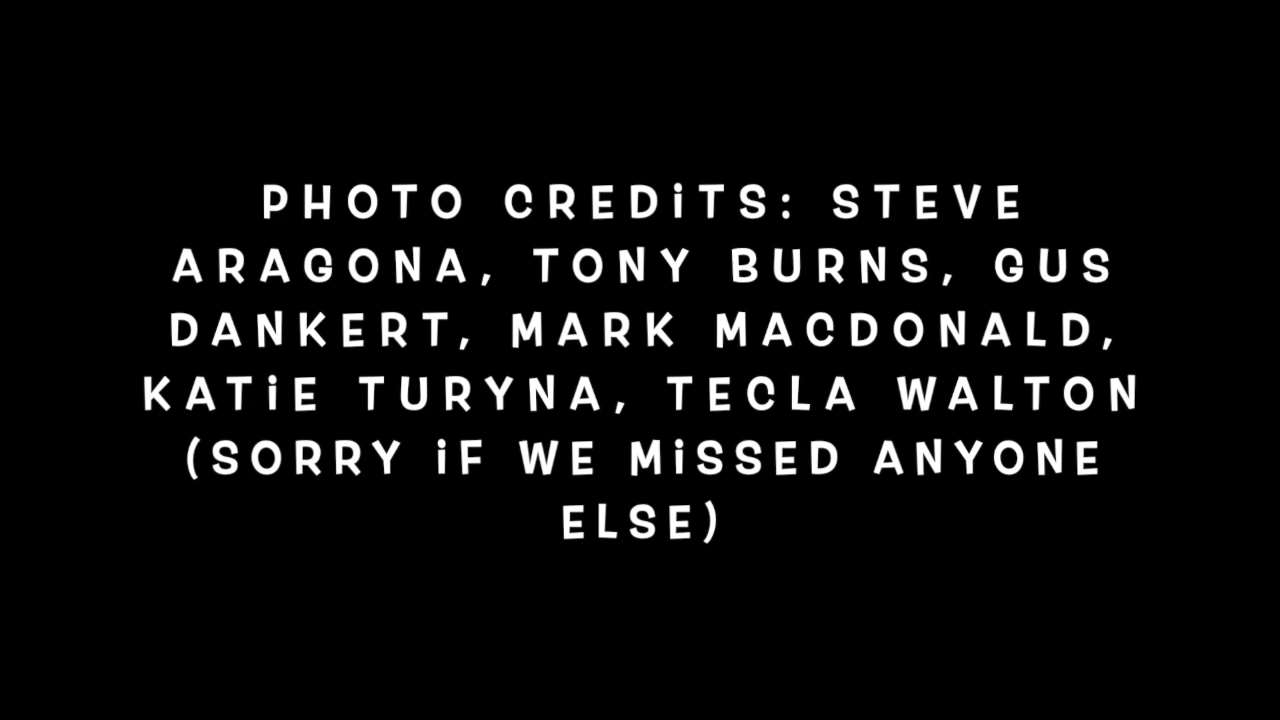 PHOTO CREDiTS: STEVE
ARAGONA, TONY BURNS, GUS
DANKERT, MARK MACDONALD,
KATiE TURYNA, TECLA WALTON
(SORRY iF WE MiSSED ANYONE
ELSE)